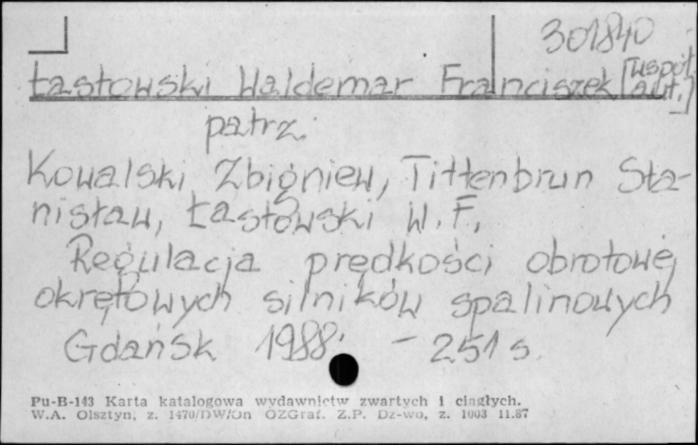 301840
Łastowski Waldemar Franciszek [współ
aut.]
patrz.
Kowalski Zbigniew, Tittenbrun Sta-
nisław, Łastowski W. F.
Regulacja prędkości obrotowej
okrętowych silników spalinowych
Gdańsk 1988. - 251 s.
Pu-B-143 Karta katalogowa wydawnictw zwartych i ciągłych.
W.A. Olsztyn, z. 1470/DW/On OZGraf. Z.P. Dz-wo, z. 1003 11.87